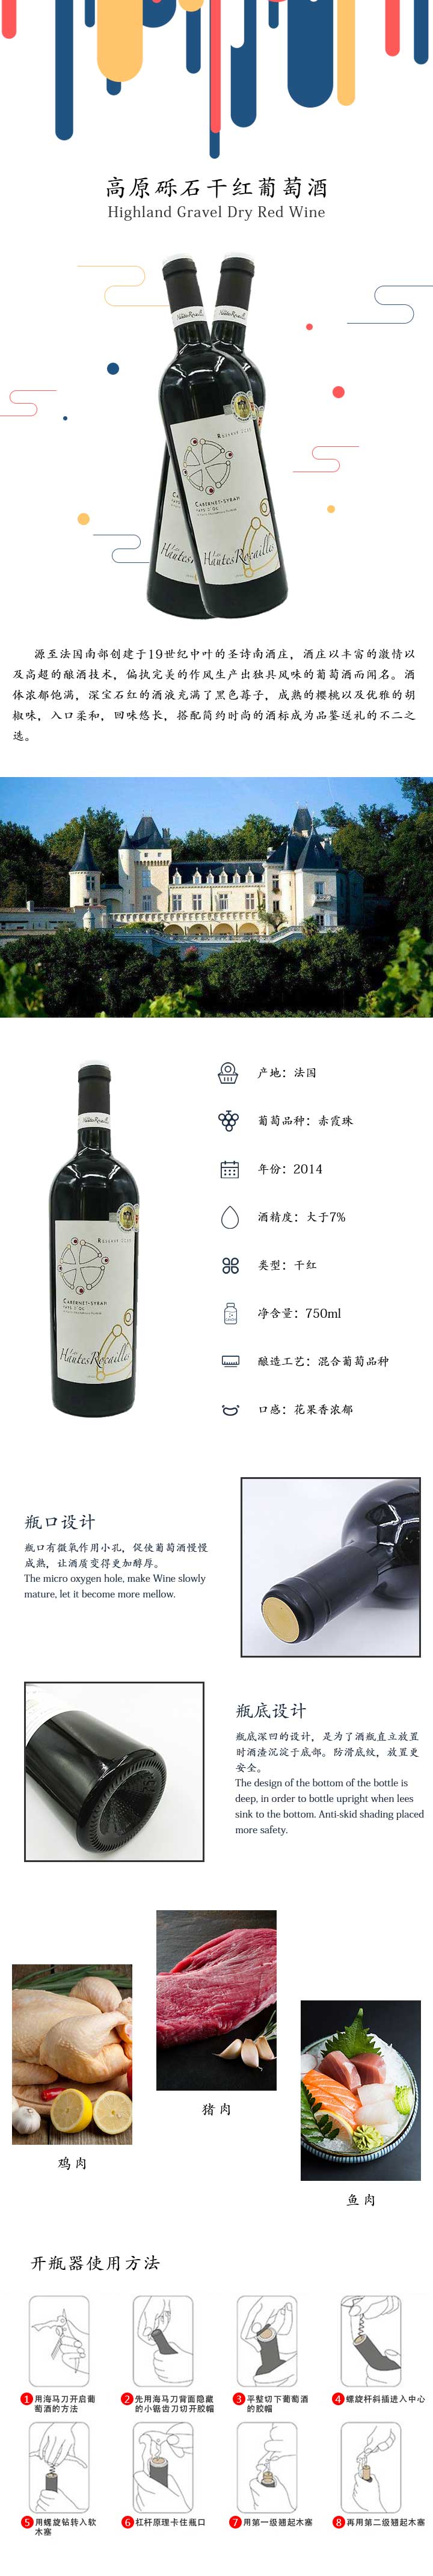 高原砾石干红葡萄酒
Highland Gravel Dry Red Wine
RESERVE
CABERNET-SYRAH
PAYS D'OC
Les
HautesRocailles
源至法国南部创建于19世纪中叶的圣诗南酒庄，酒庄以丰富的激情以
及高超的酿酒技术，偏执完美的作风生产出独具风味的葡萄酒而闻名。酒
体浓郁饱满，深宝石红的酒液充满了黑色莓子，成熟的樱桃以及优雅的胡
椒味，入口柔和，回味悠长，搭配简约时尚的酒标成为品鉴送礼的不二之
选。
产地：法国
葡萄品种：赤霞珠
年份：2014
酒精度：大于7%
类型：干红
净含量：750ml
酿造工艺：混合葡萄品种
口感：花果香浓郁
RESERVE
CABERNET-SYRAH
PAYS D'OC
Les
HautesRocailles
瓶口设计
瓶口有微氧作用小孔，促使葡萄酒慢慢
成熟，让酒质变得更加醇厚。
The micro oxygen hole, make Wine slowly
mature, let it become more mellow.
瓶底设计
瓶底深凹的设计，是为了酒瓶直立放置
时酒渣沉淀于底部。防滑底纹，放置更
安全。
The design of the bottom of the bottle is
deep, in order to bottle upright when lees
sink to the bottom. Anti-skid shading placed
more safety.
鸡肉
猪肉
鱼肉
开瓶器使用方法
1 用海马刀开启葡
萄酒的方法
2 先用海马刀背面隐藏
的小锯齿刀切开胶帽
3 平整切下葡萄酒
的胶帽
4 螺旋杆斜插进入中心
5 用螺旋钻转入软
木塞
6 杠杆原理卡住瓶口
7 用第一级翘起木塞
8 再用第二级翘起木塞